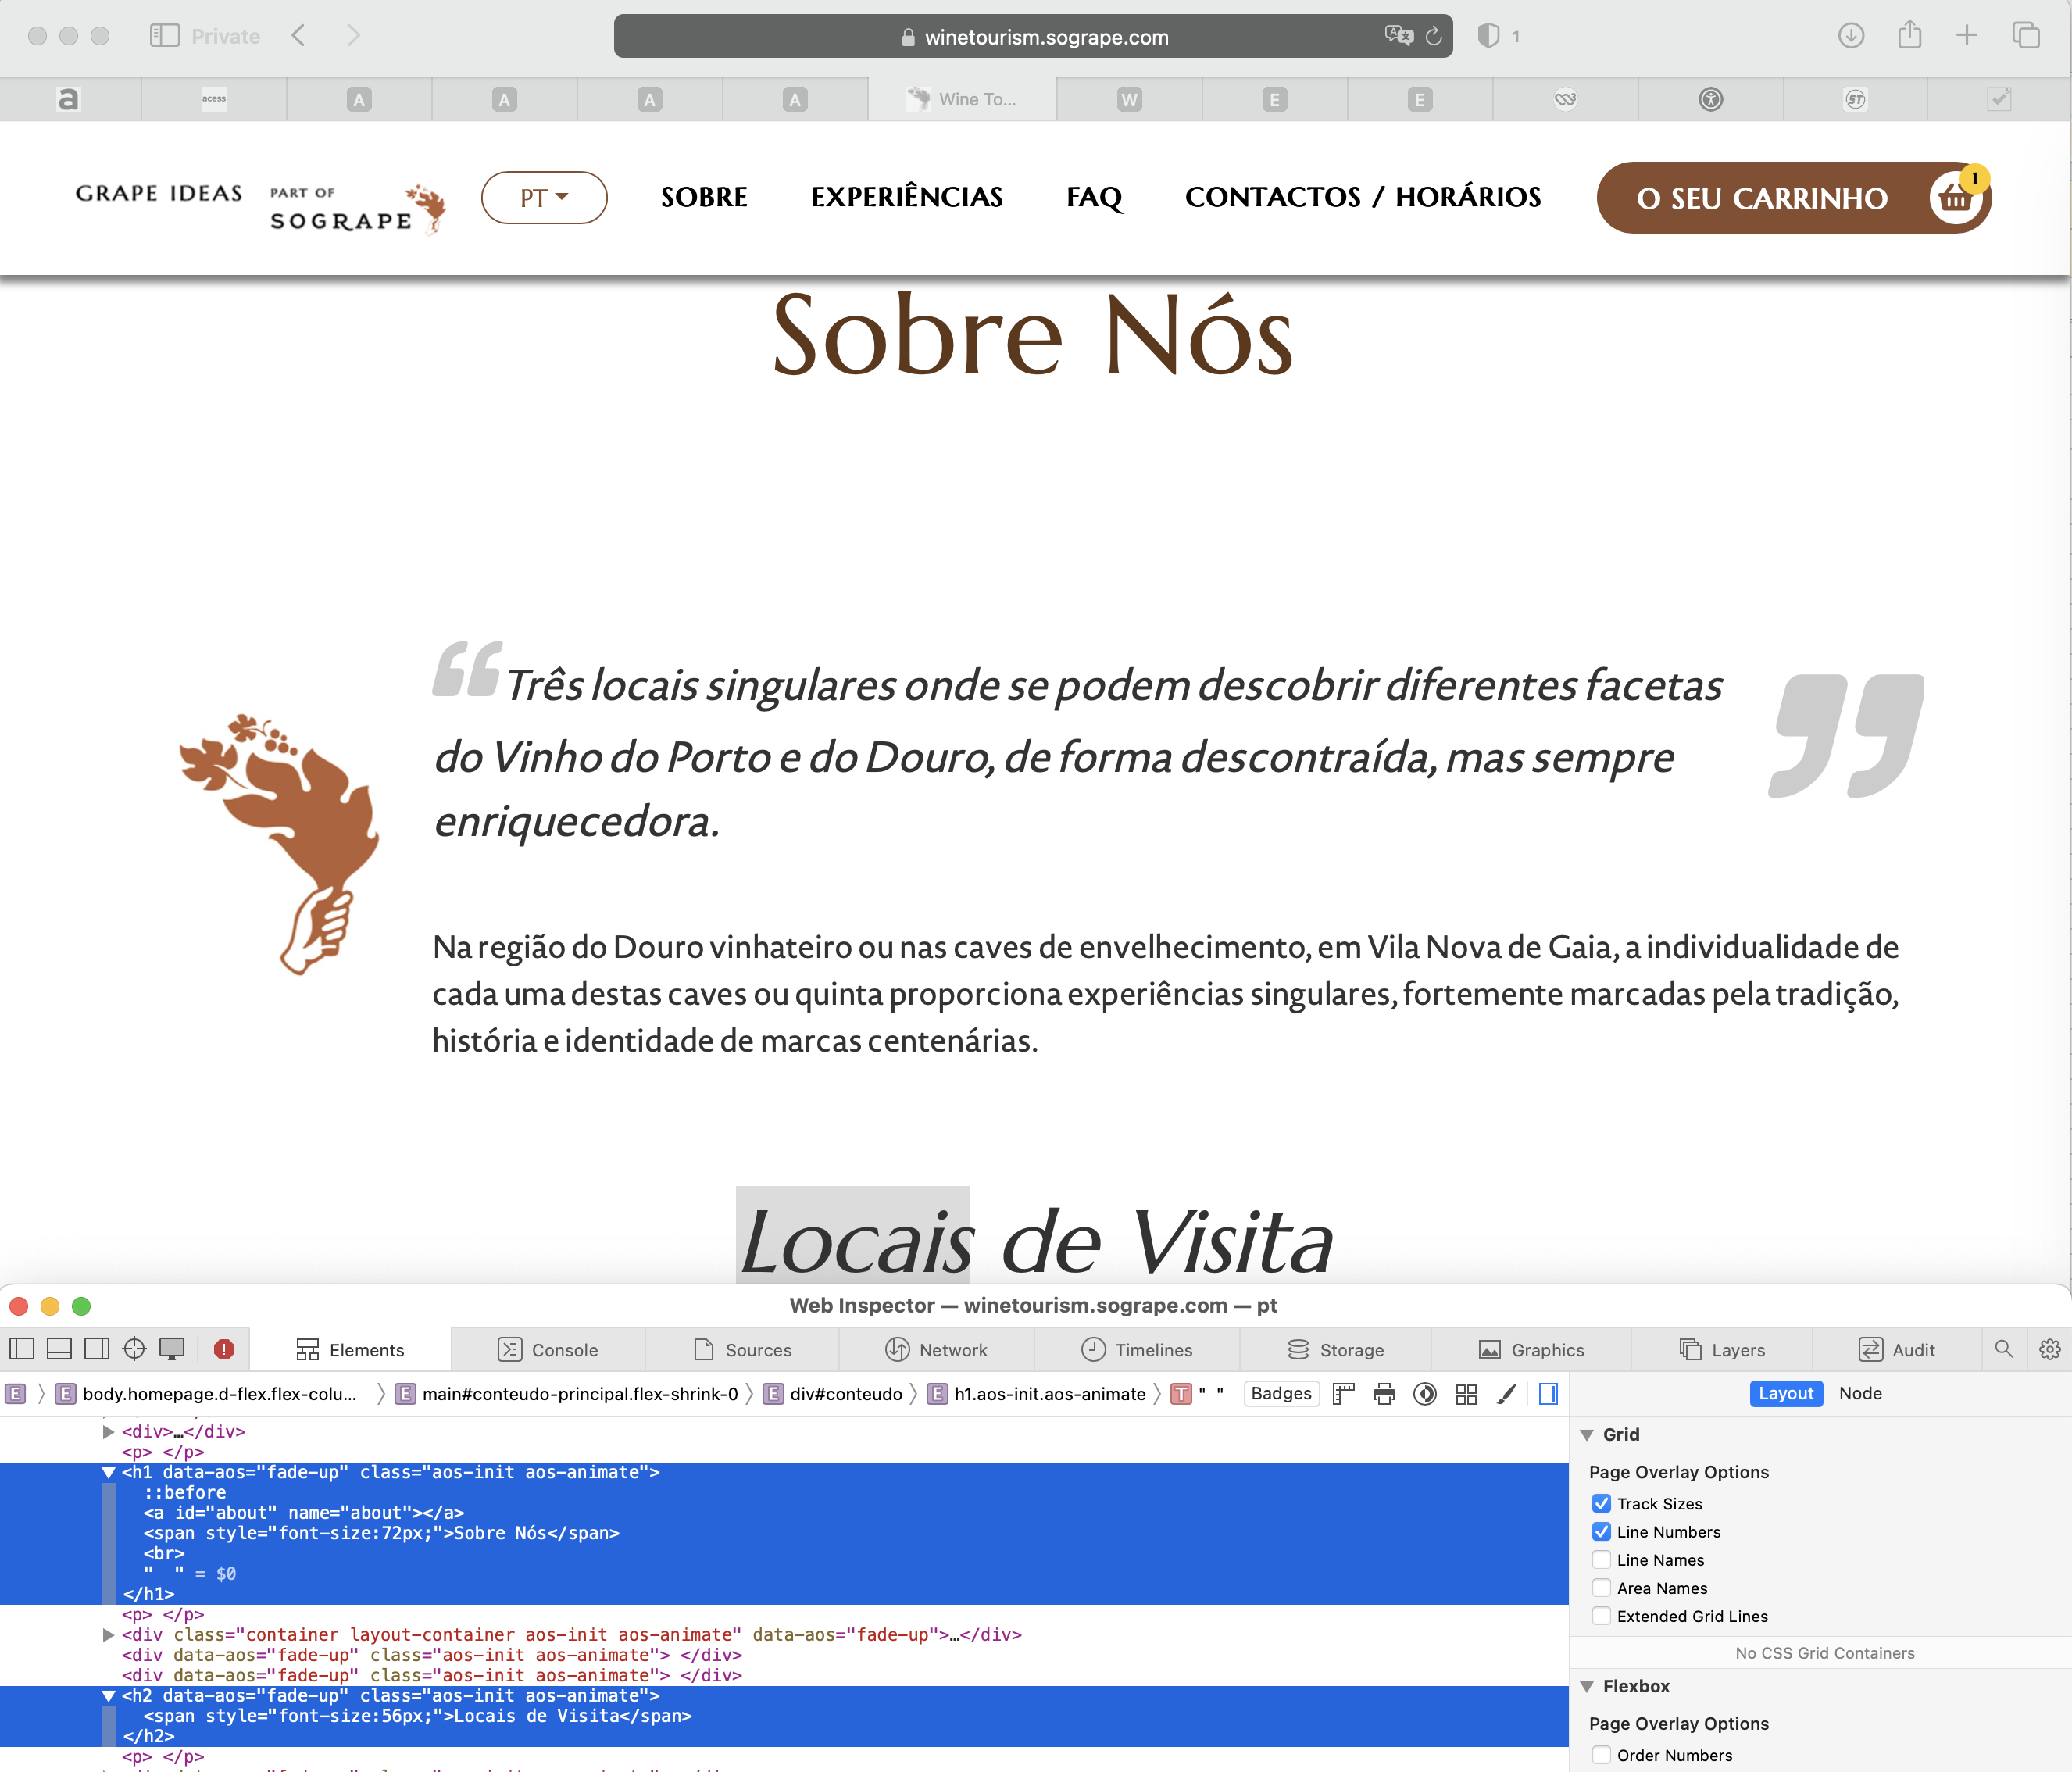 Private
winetourism.sogrape.com
1
a acess A A A A Wine To... W E E ST
GRAPE IDEAS
PART OF
SOGRAPE
PT
SOBRE EXPERIÊNCIAS FAQ CONTACTOS / HORÁRIOS
O SEU CARRINHO
1
Sobre Nós
“Três locais singulares onde se podem descobrir diferentes facetas
do Vinho do Porto e do Douro, de forma descontraída, mas sempre ”
enriquecedora.
Na região do Douro vinhateiro ou nas caves de envelhecimento, em Vila Nova de Gaia, a individualidade de
cada uma destas caves ou quinta proporciona experiências singulares, fortemente marcadas pela tradição,
história e identidade de marcas centenárias.
Locais de Visita
Web Inspector — winetourism.sogrape.com — pt
Elements Console Sources Network Timelines Storage Graphics Layers Audit
E E body.homepage.d-flex.flex-colu... E main#conteudo-principal.flex-shrink-0 E div#conteudo E h1.aos-init.aos-animate T " " Badges
Layout Node
<div>…</div>
<p> </p>
<h1 data-aos="fade-up" class="aos-init aos-animate">
::before
<a id="about" name="about"></a>
<span style="font-size:72px;">Sobre Nós</span>
<br>
"  " = $0
</h1>
<p> </p>
<div class="container layout-container aos-init aos-animate" data-aos="fade-up">…</div>
<div data-aos="fade-up" class="aos-init aos-animate"> </div>
<div data-aos="fade-up" class="aos-init aos-animate"> </div>
<h2 data-aos="fade-up" class="aos-init aos-animate">
<span style="font-size:56px;">Locais de Visita</span>
</h2>
<p> </p>
Grid
Page Overlay Options
Track Sizes
Line Numbers
Line Names
Area Names
Extended Grid Lines
No CSS Grid Containers
Flexbox
Page Overlay Options
Order Numbers